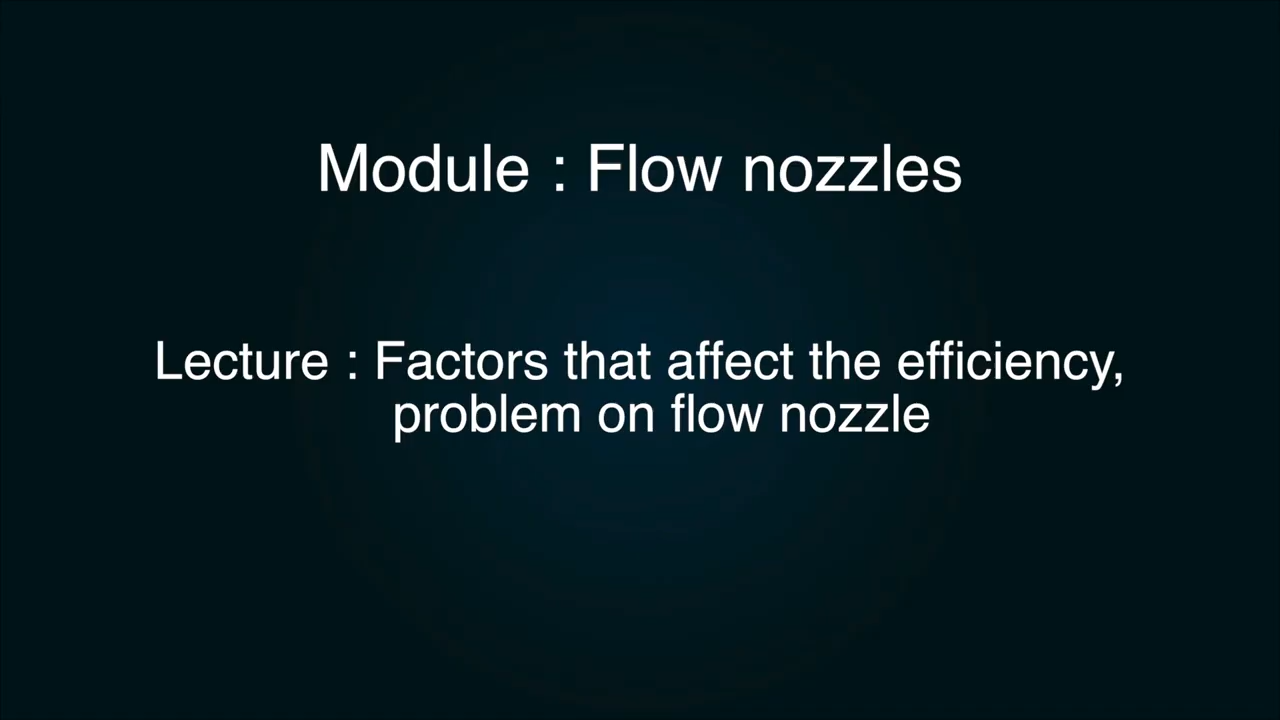 Module : Flow nozzles
Lecture : Factors that affect the efficiency,
problem on flow nozzle